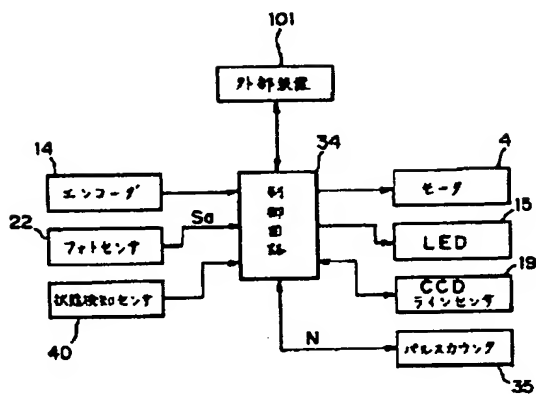 101
外部装置
14
エンコーダ
34
制御回路
4
モータ
22
フォトセンサ
Sa
15
LED
40
状態検知センサ
19
CCD
ラインセンサ
N
35
パルスカウンタ